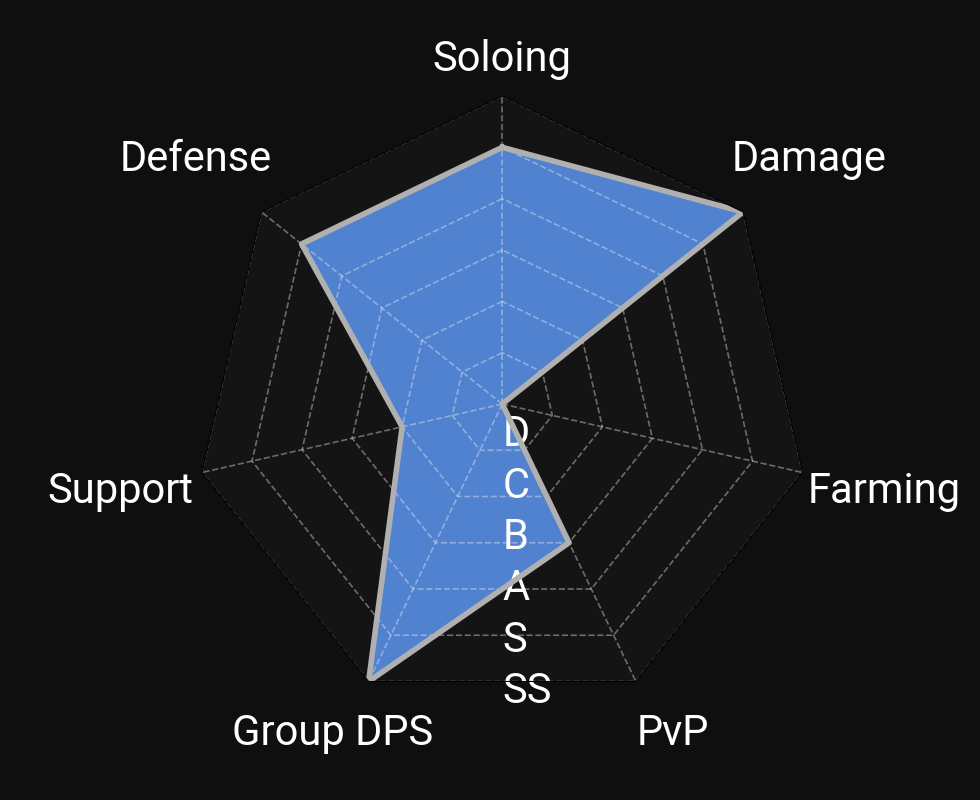 Soloing
Defense
Damage
D
Support
C
Farming
B
A
S
SS
Group DPS
PvP